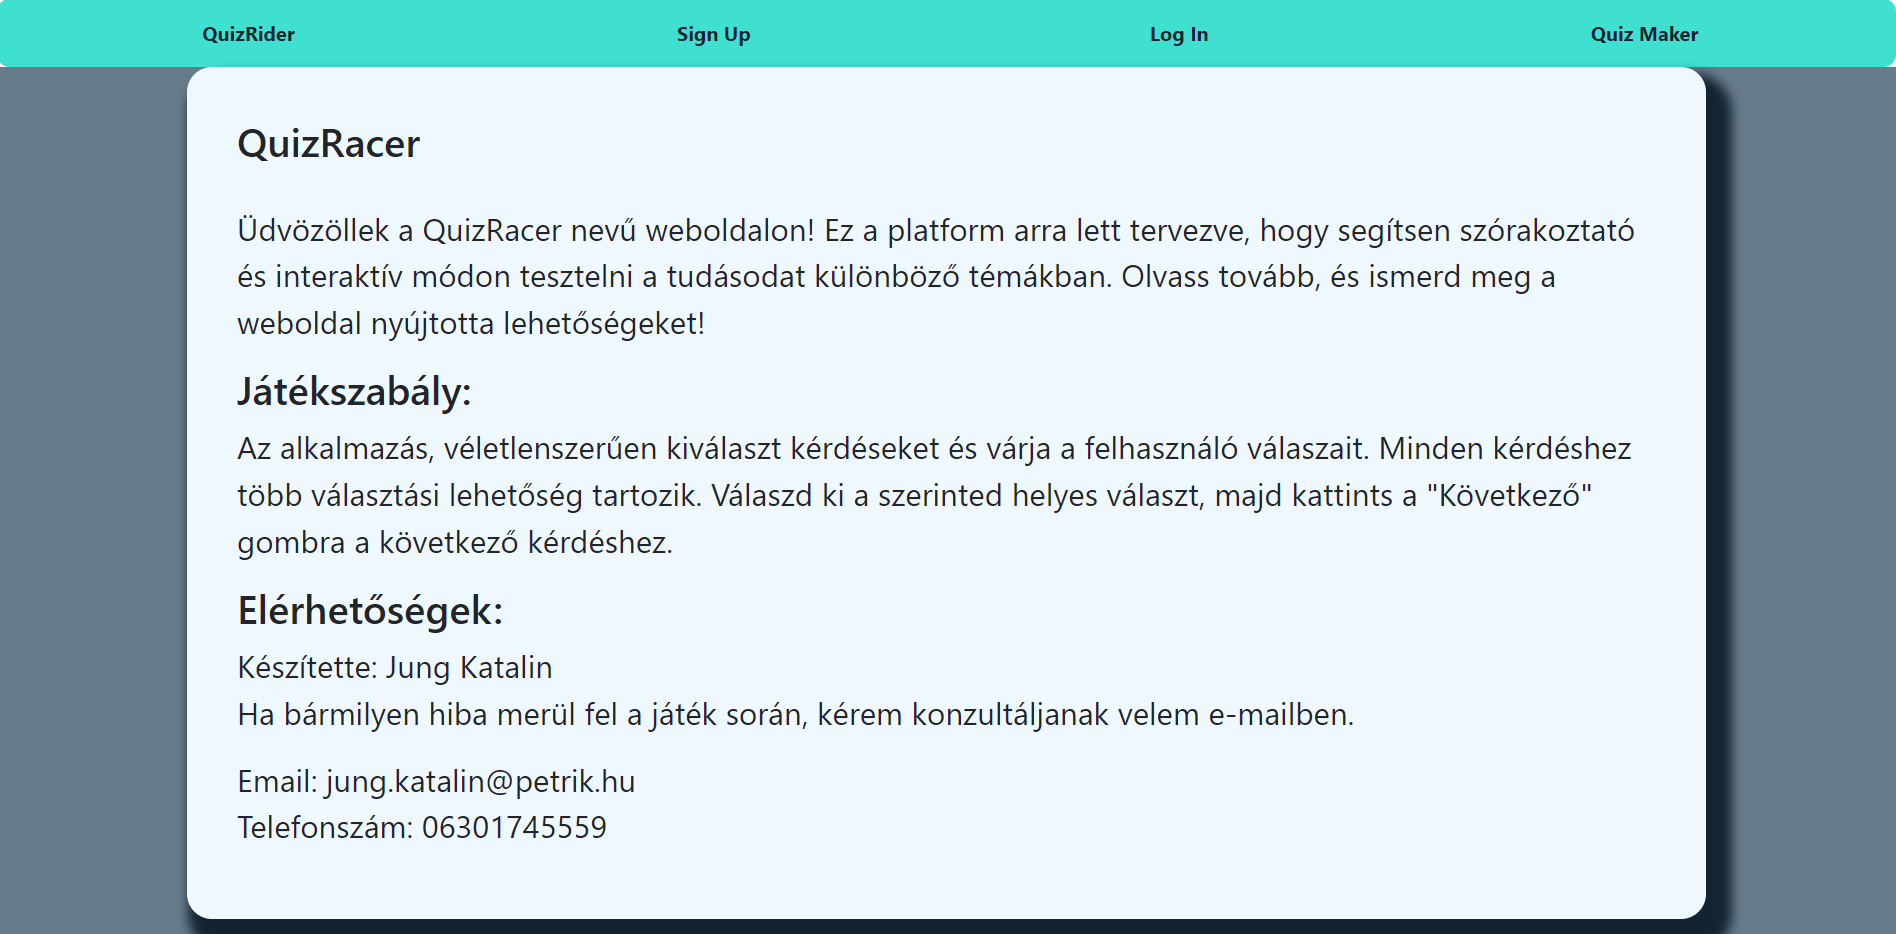 QuizRider Sign Up Log In Quiz Maker
QuizRacer
Üdvözöllek a QuizRacer nevű weboldalon! Ez a platform arra lett tervezve, hogy segítsen szórakoztató
és interaktív módon tesztelni a tudásodat különböző témákban. Olvass tovább, és ismerd meg a
weboldal nyújtotta lehetőségeket!
Játékszabály:
Az alkalmazás, véletlenszerűen kiválaszt kérdéseket és várja a felhasználó válaszait. Minden kérdéshez
több választási lehetőség tartozik. Válaszd ki a szerinted helyes választ, majd kattints a "Következő"
gombra a következő kérdéshez.
Elérhetőségek:
Készítette: Jung Katalin
Ha bármilyen hiba merül fel a játék során, kérem konzultáljanak velem e-mailben.
Email: jung.katalin@petrik.hu
Telefonszám: 06301745559